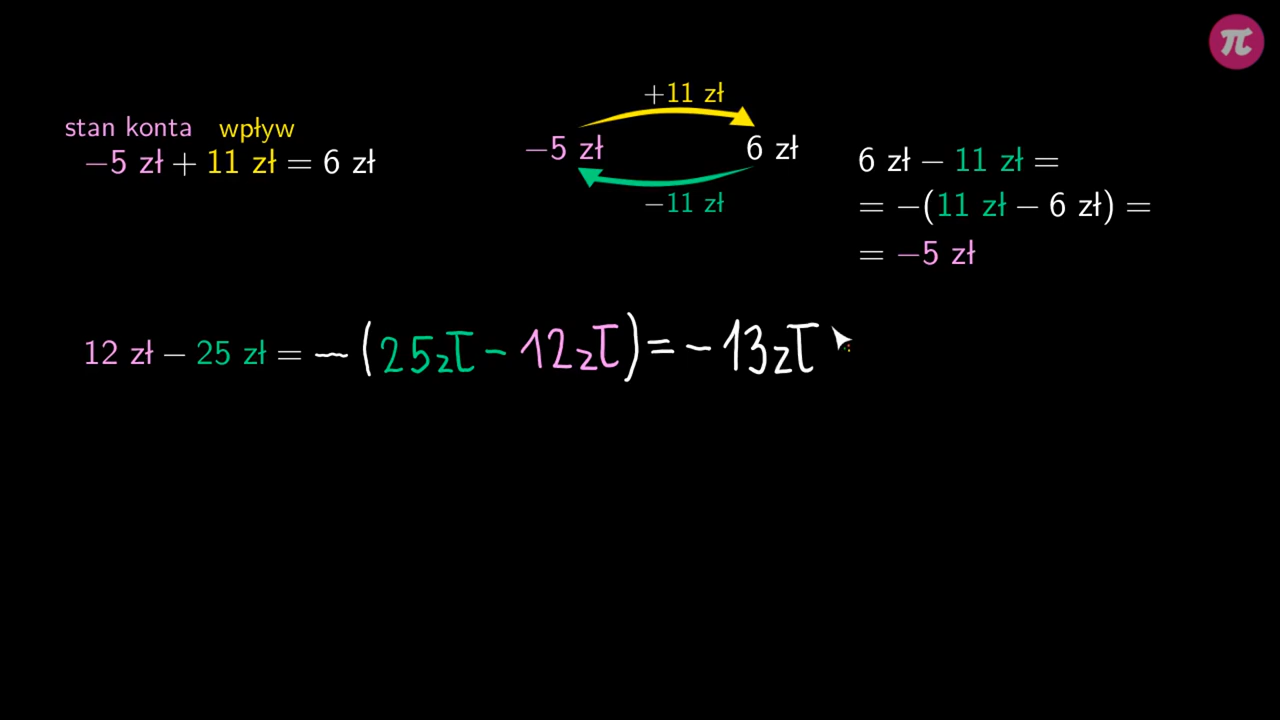 stan konta wpływ
−5 zł + 11 zł = 6 zł
+11 zł
−5 zł 6 zł
−11 zł
6 zł − 11 zł =
= −(11 zł − 6 zł) =
= −5 zł
12 zł − 25 zł = −(25 zł − 12 zł) = −13 zł
π